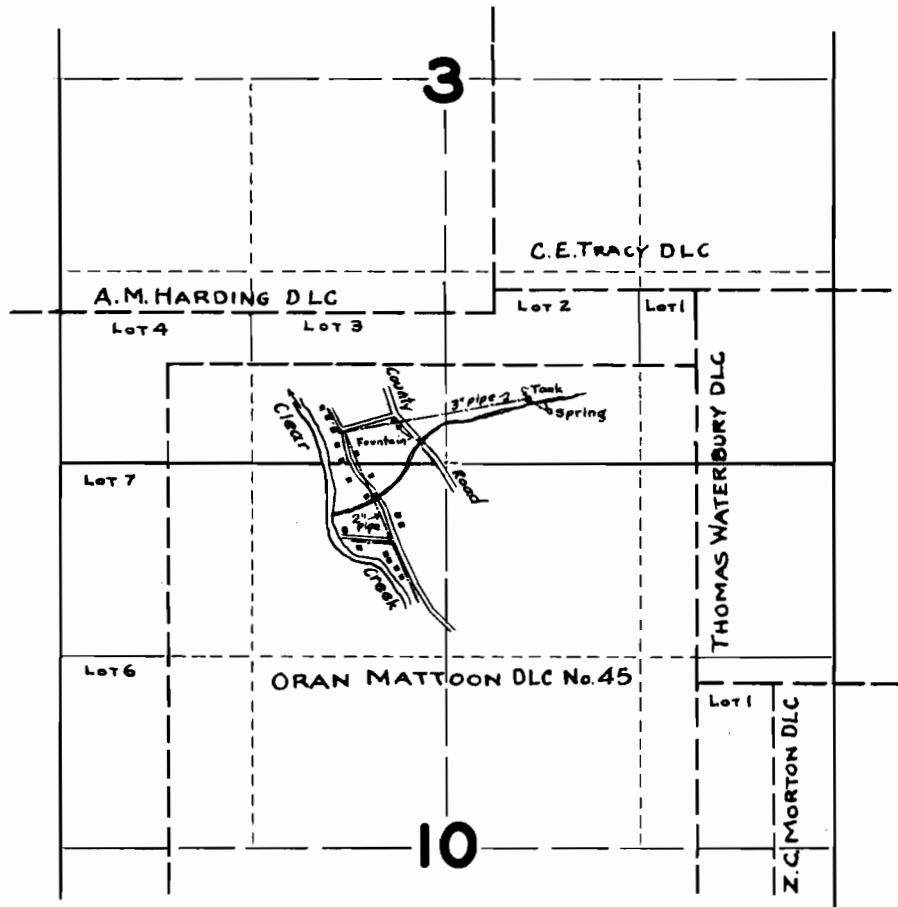 3
C.E. TRACY DLC
A.M. HARDING DLC
LOT 2
LOT 1
LOT 4
LOT 3
County
Tank
3" Pipe
Spring
Clear
Fountain
THOMAS WATERBURY DLC
LOT 7
Road
2"
Pipe
Creek
LOT 6
ORAN MATTOON DLC No. 45
LOT 1
Z.C. MORTON DLC
10